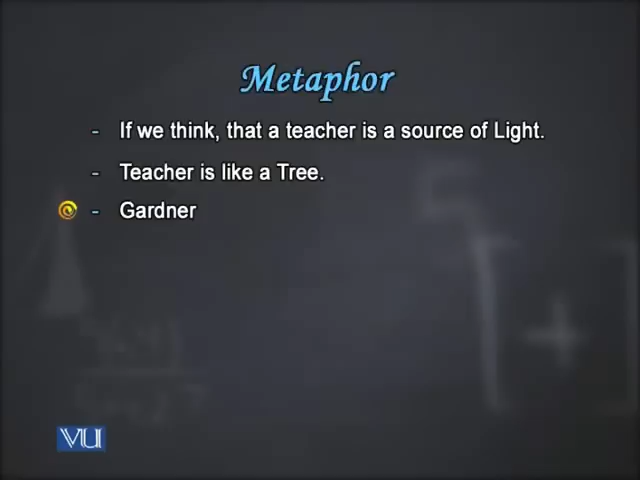 Metaphor
- If we think, that a teacher is a source of Light.
- Teacher is like a Tree.
- Gardner
VU